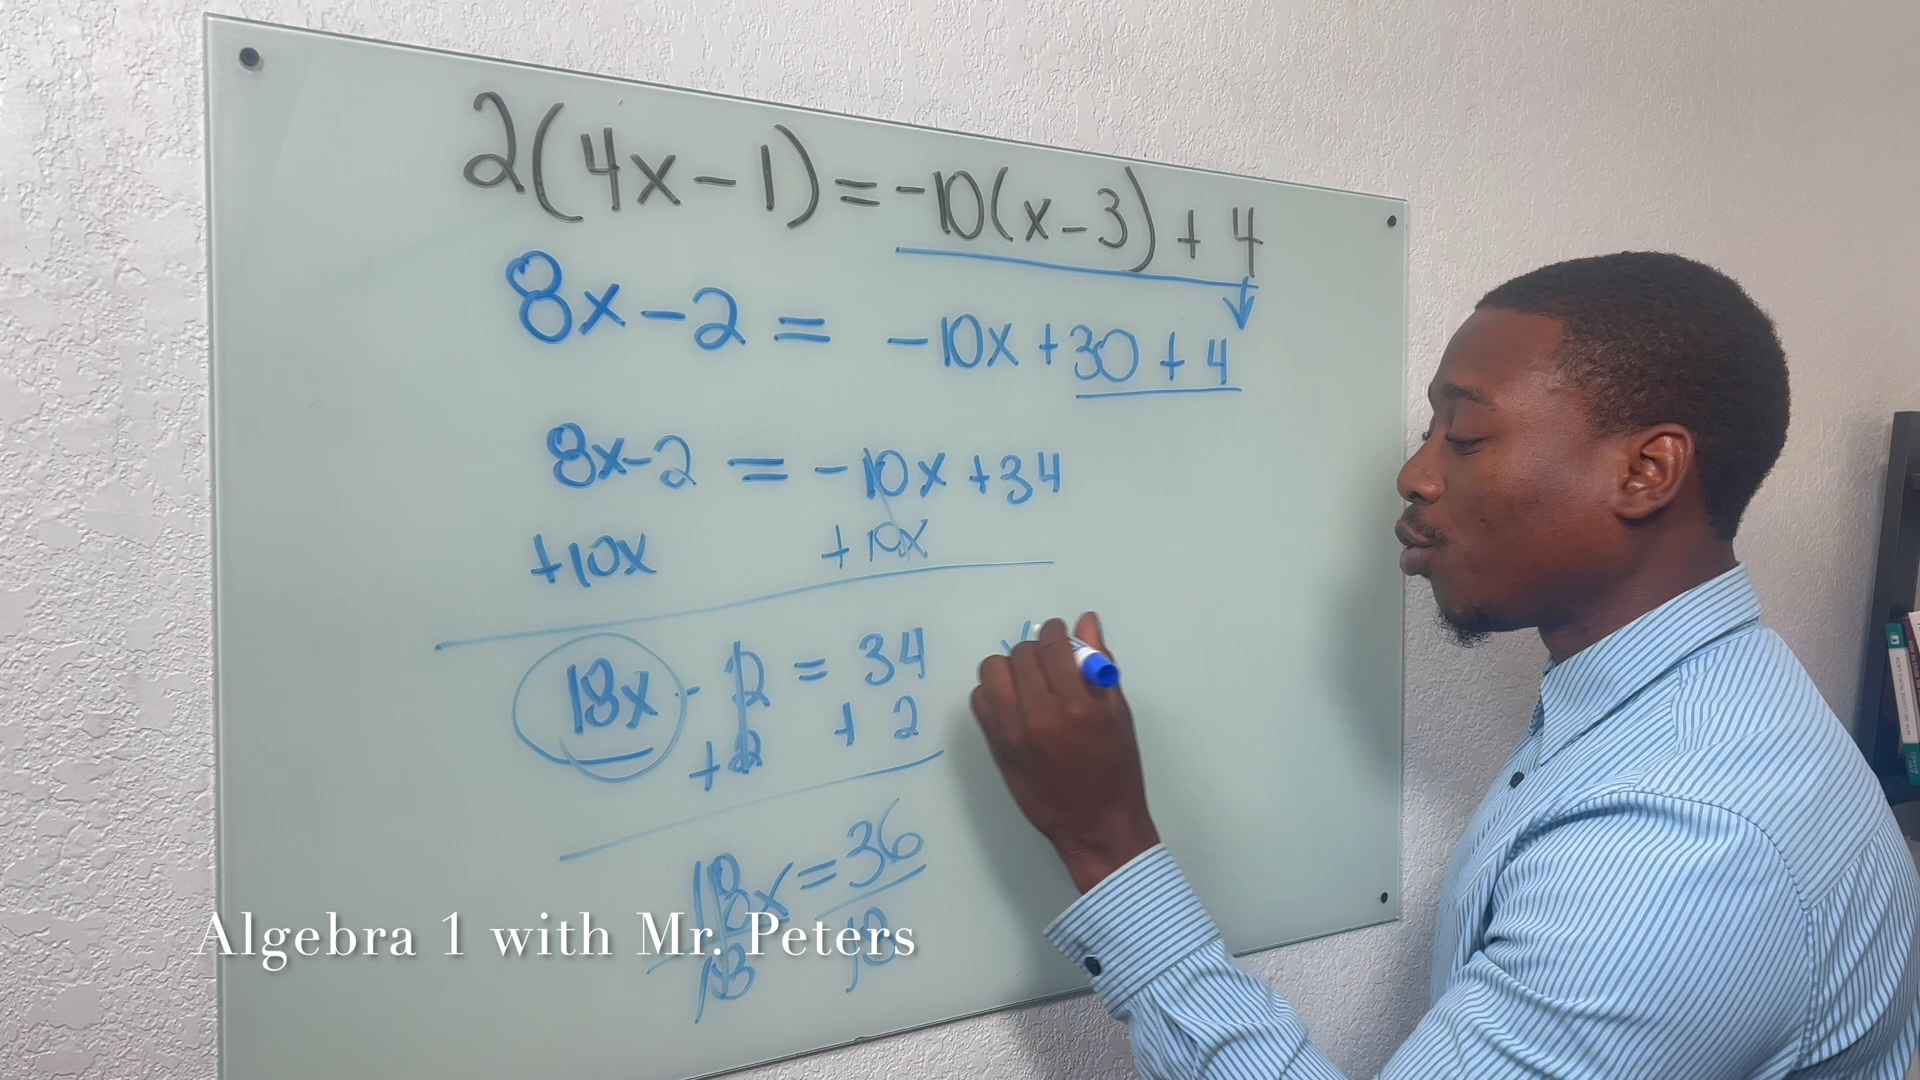 2(4x-1)=-10(x-3)+4
8x-2= -10x+30+4
8x-2 = -10x+34
+10x +10x
18x-2=34
+2 +2
18x=36
18 18
Algebra 1 with Mr. Peters